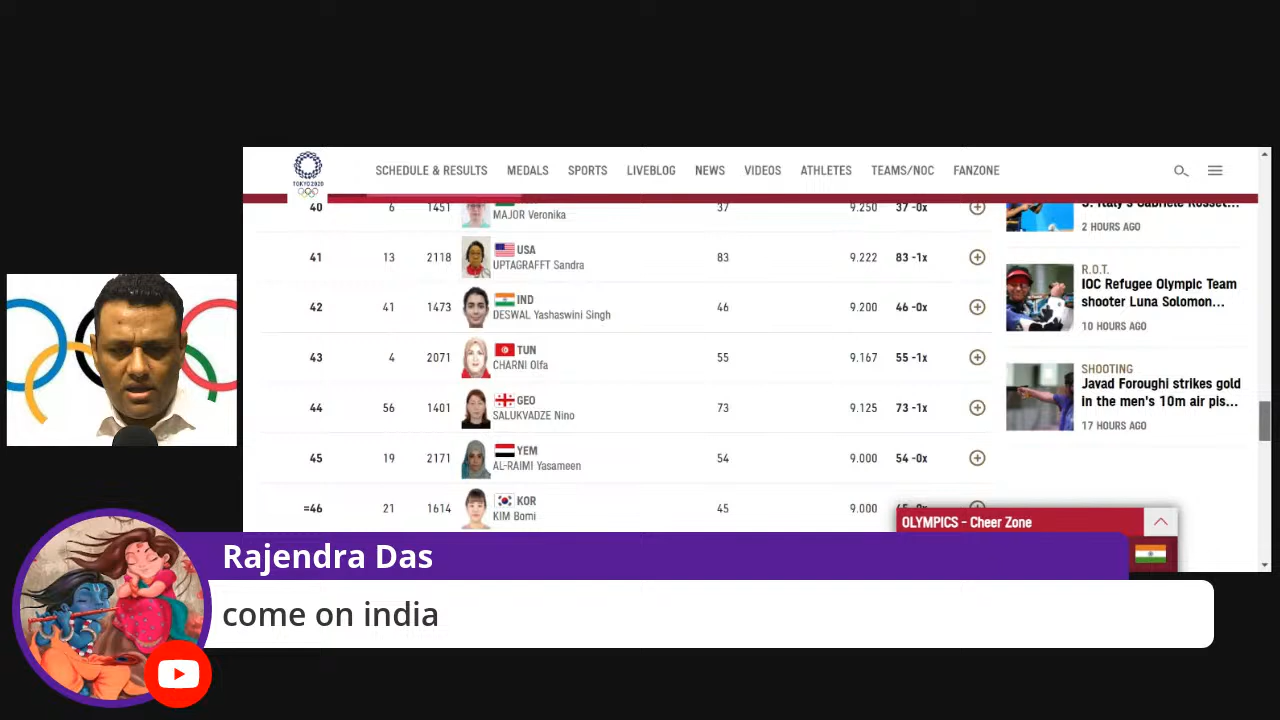 TOKYO 2020
SCHEDULE & RESULTS MEDALS SPORTS LIVEBLOG NEWS VIDEOS ATHLETES TEAMS/NOC FANZONE
40 6 1451 MAJOR Veronika 37 9.250 37 -0x
41 13 2118 USA UPTAGRAFFT Sandra 83 9.222 83 -1x
42 41 1473 IND DESWAL Yashaswini Singh 46 9.200 46 -0x
43 4 2071 TUN CHARNI Olfa 55 9.167 55 -1x
44 56 1401 GEO SALUKVADZE Nino 73 9.125 73 -1x
45 19 2171 YEM AL-RAIMI Yasameen 54 9.000 54 -0x
=46 21 1614 KOR KIM Bomi 45 9.000
2 HOURS AGO
R.O.T.
IOC Refugee Olympic Team
shooter Luna Solomon...
10 HOURS AGO
SHOOTING
Javad Foroughi strikes gold
in the men's 10m air pis...
17 HOURS AGO
OLYMPICS - Cheer Zone
Rajendra Das
come on india